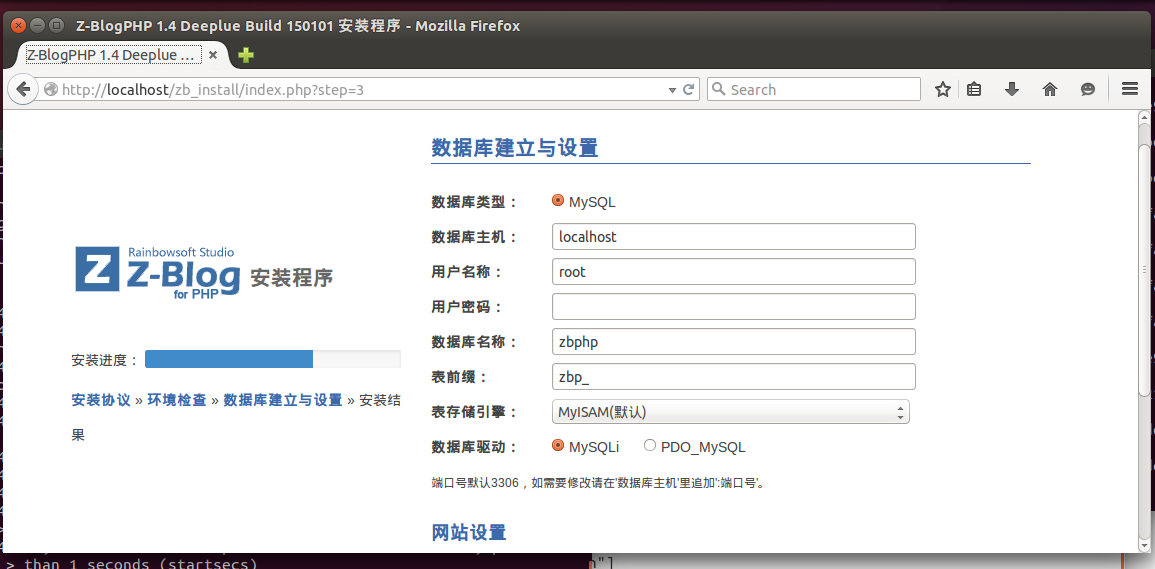 Z-BlogPHP 1.4 Deeplue Build 150101 安装程序 - Mozilla Firefox
Z-BlogPHP 1.4 Deeplue ...
http://localhost/zb_install/index.php?step=3
Search
数据库建立与设置
数据库类型： MySQL
数据库主机： localhost
Rainbowsoft Studio
Z Z-Blog 安装程序
for PHP
用户名称： root
用户密码：
数据库名称： zbphp
安装进度：
表前缀： zbp_
安装协议 » 环境检查 » 数据库建立与设置 » 安装结
果
表存储引擎： MyISAM(默认)
数据库驱动： MySQLi PDO_MySQL
端口号默认3306，如需要修改请在'数据库主机'里追加':端口号'。
网站设置
> than 1 seconds (startsecs)
"]